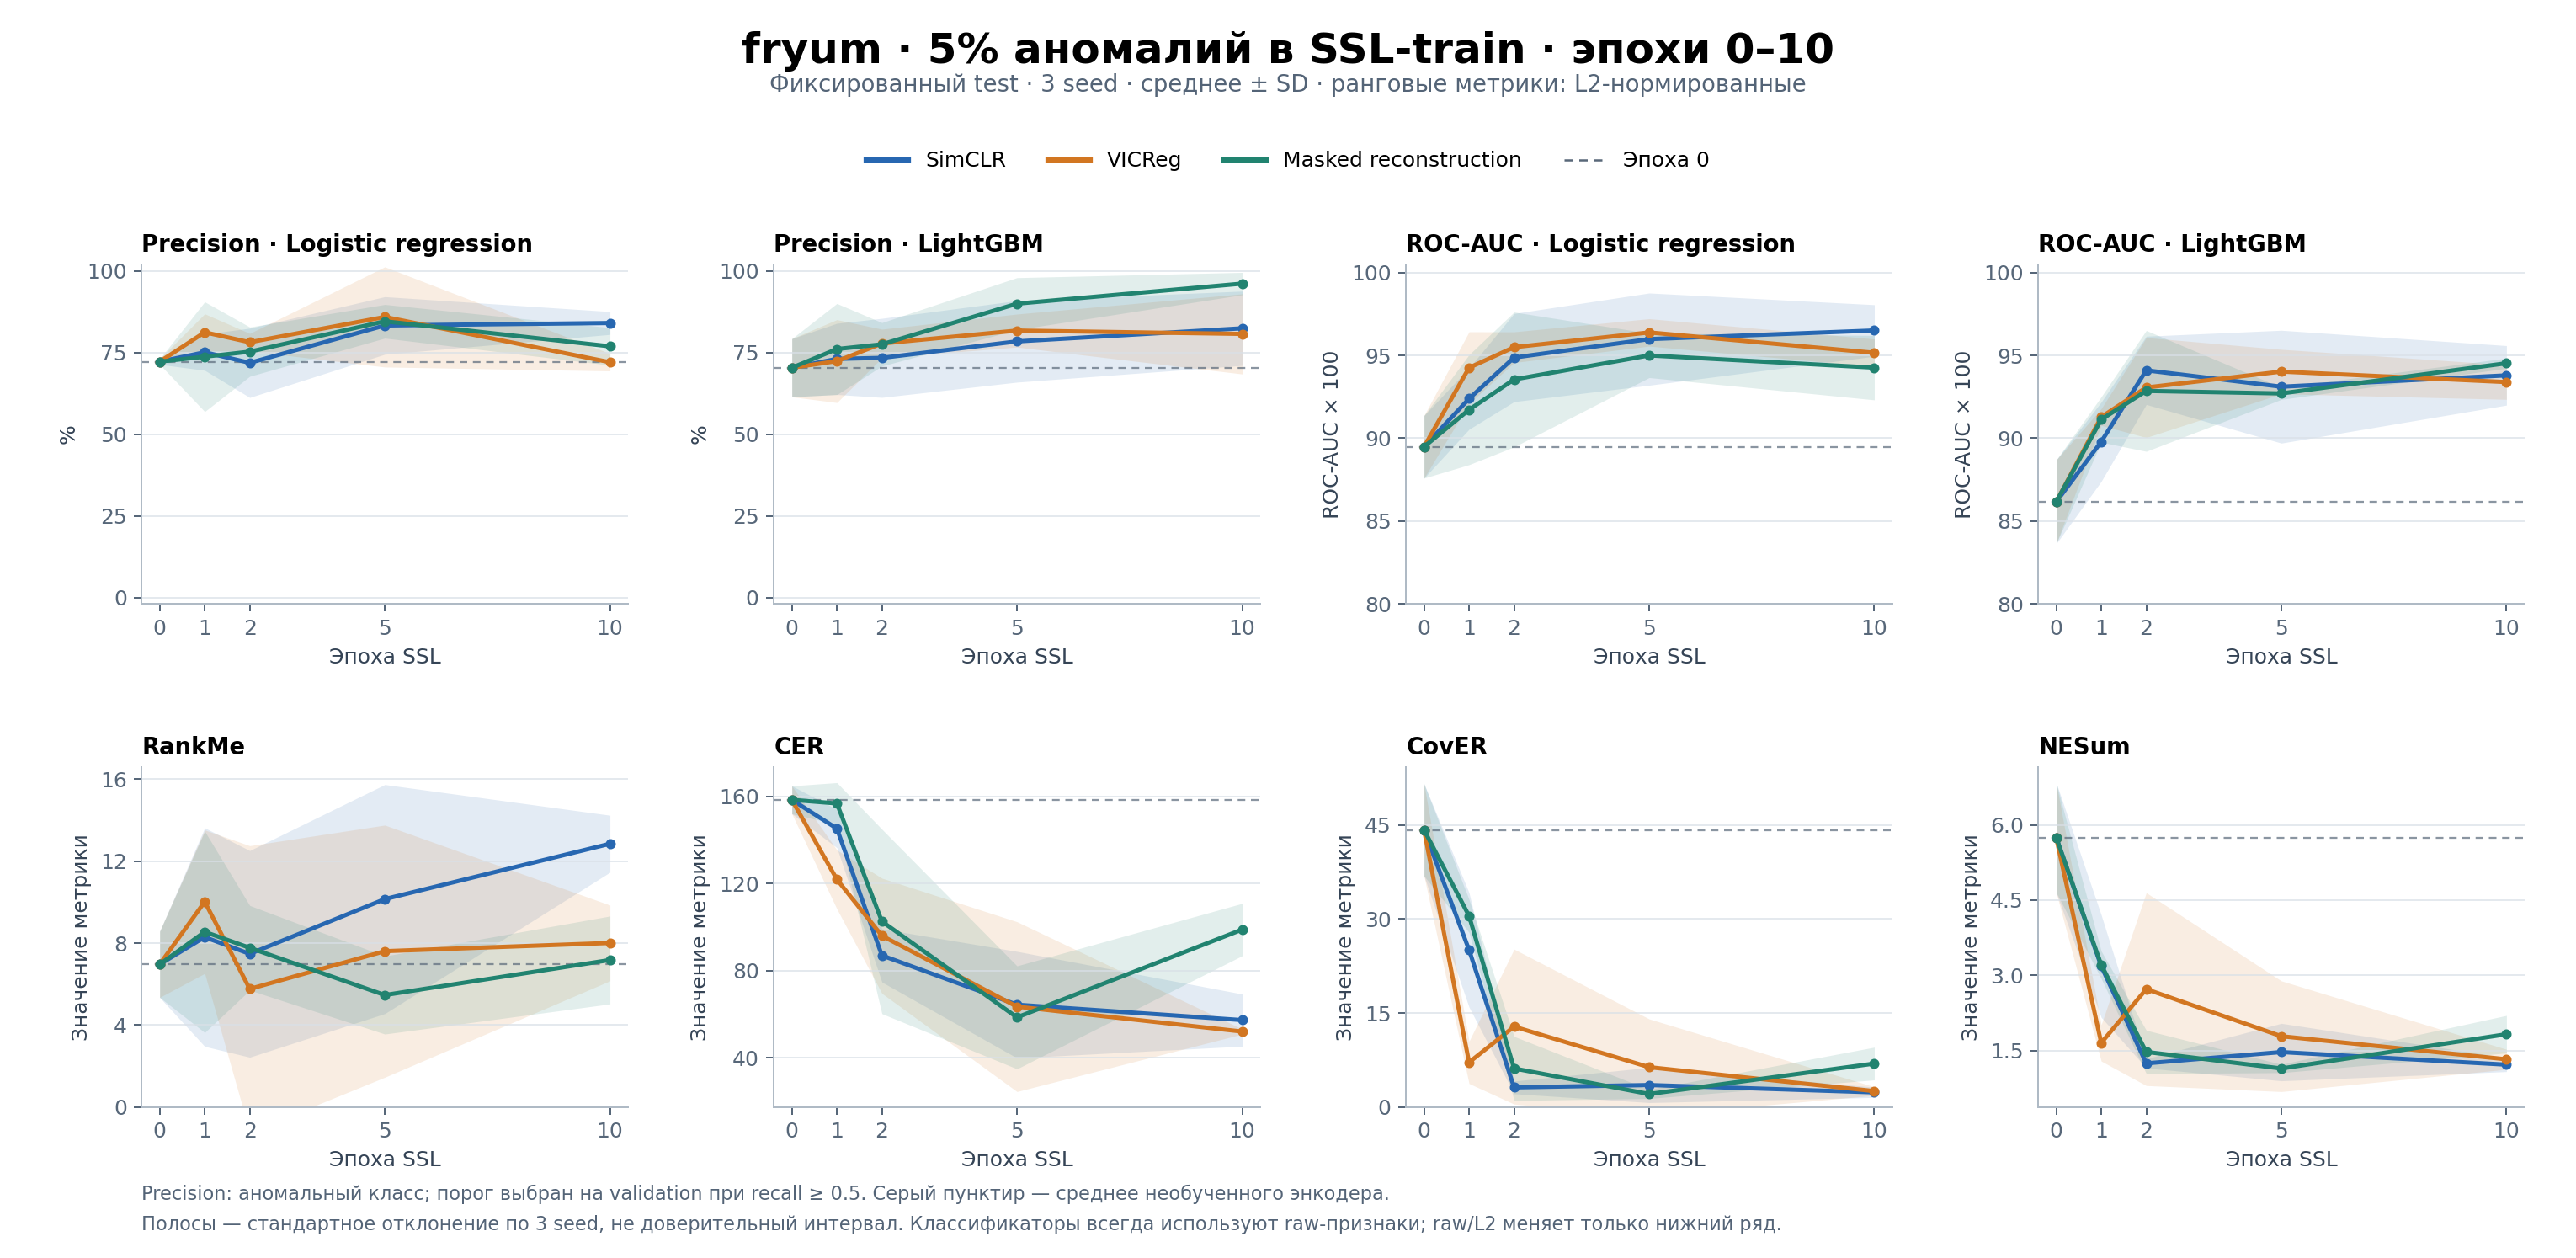 fryum · 5% аномалий в SSL-train · эпохи 0–10
Фиксированный test · 3 seed · среднее ± SD · ранговые метрики: L2-нормированные
SimCLR VICReg Masked reconstruction Эпоха 0
Precision · Logistic regression
100
75
50
25
0
%
0 1 2 5 10
Эпоха SSL
Precision · LightGBM
100
75
50
25
0
%
0 1 2 5 10
Эпоха SSL
ROC-AUC · Logistic regression
100
95
90
85
80
ROC-AUC × 100
0 1 2 5 10
Эпоха SSL
ROC-AUC · LightGBM
100
95
90
85
80
ROC-AUC × 100
0 1 2 5 10
Эпоха SSL
RankMe
16
12
8
4
0
Значение метрики
0 1 2 5 10
Эпоха SSL
CER
160
120
80
40
Значение метрики
0 1 2 5 10
Эпоха SSL
CovER
45
30
15
0
Значение метрики
0 1 2 5 10
Эпоха SSL
NESum
6.0
4.5
3.0
1.5
Значение метрики
0 1 2 5 10
Эпоха SSL
Precision: аномальный класс; порог выбран на validation при recall ≥ 0.5. Серый пунктир — среднее необученного энкодера.
Полосы — стандартное отклонение по 3 seed, не доверительный интервал. Классификаторы всегда используют raw-признаки; raw/L2 меняет только нижний ряд.